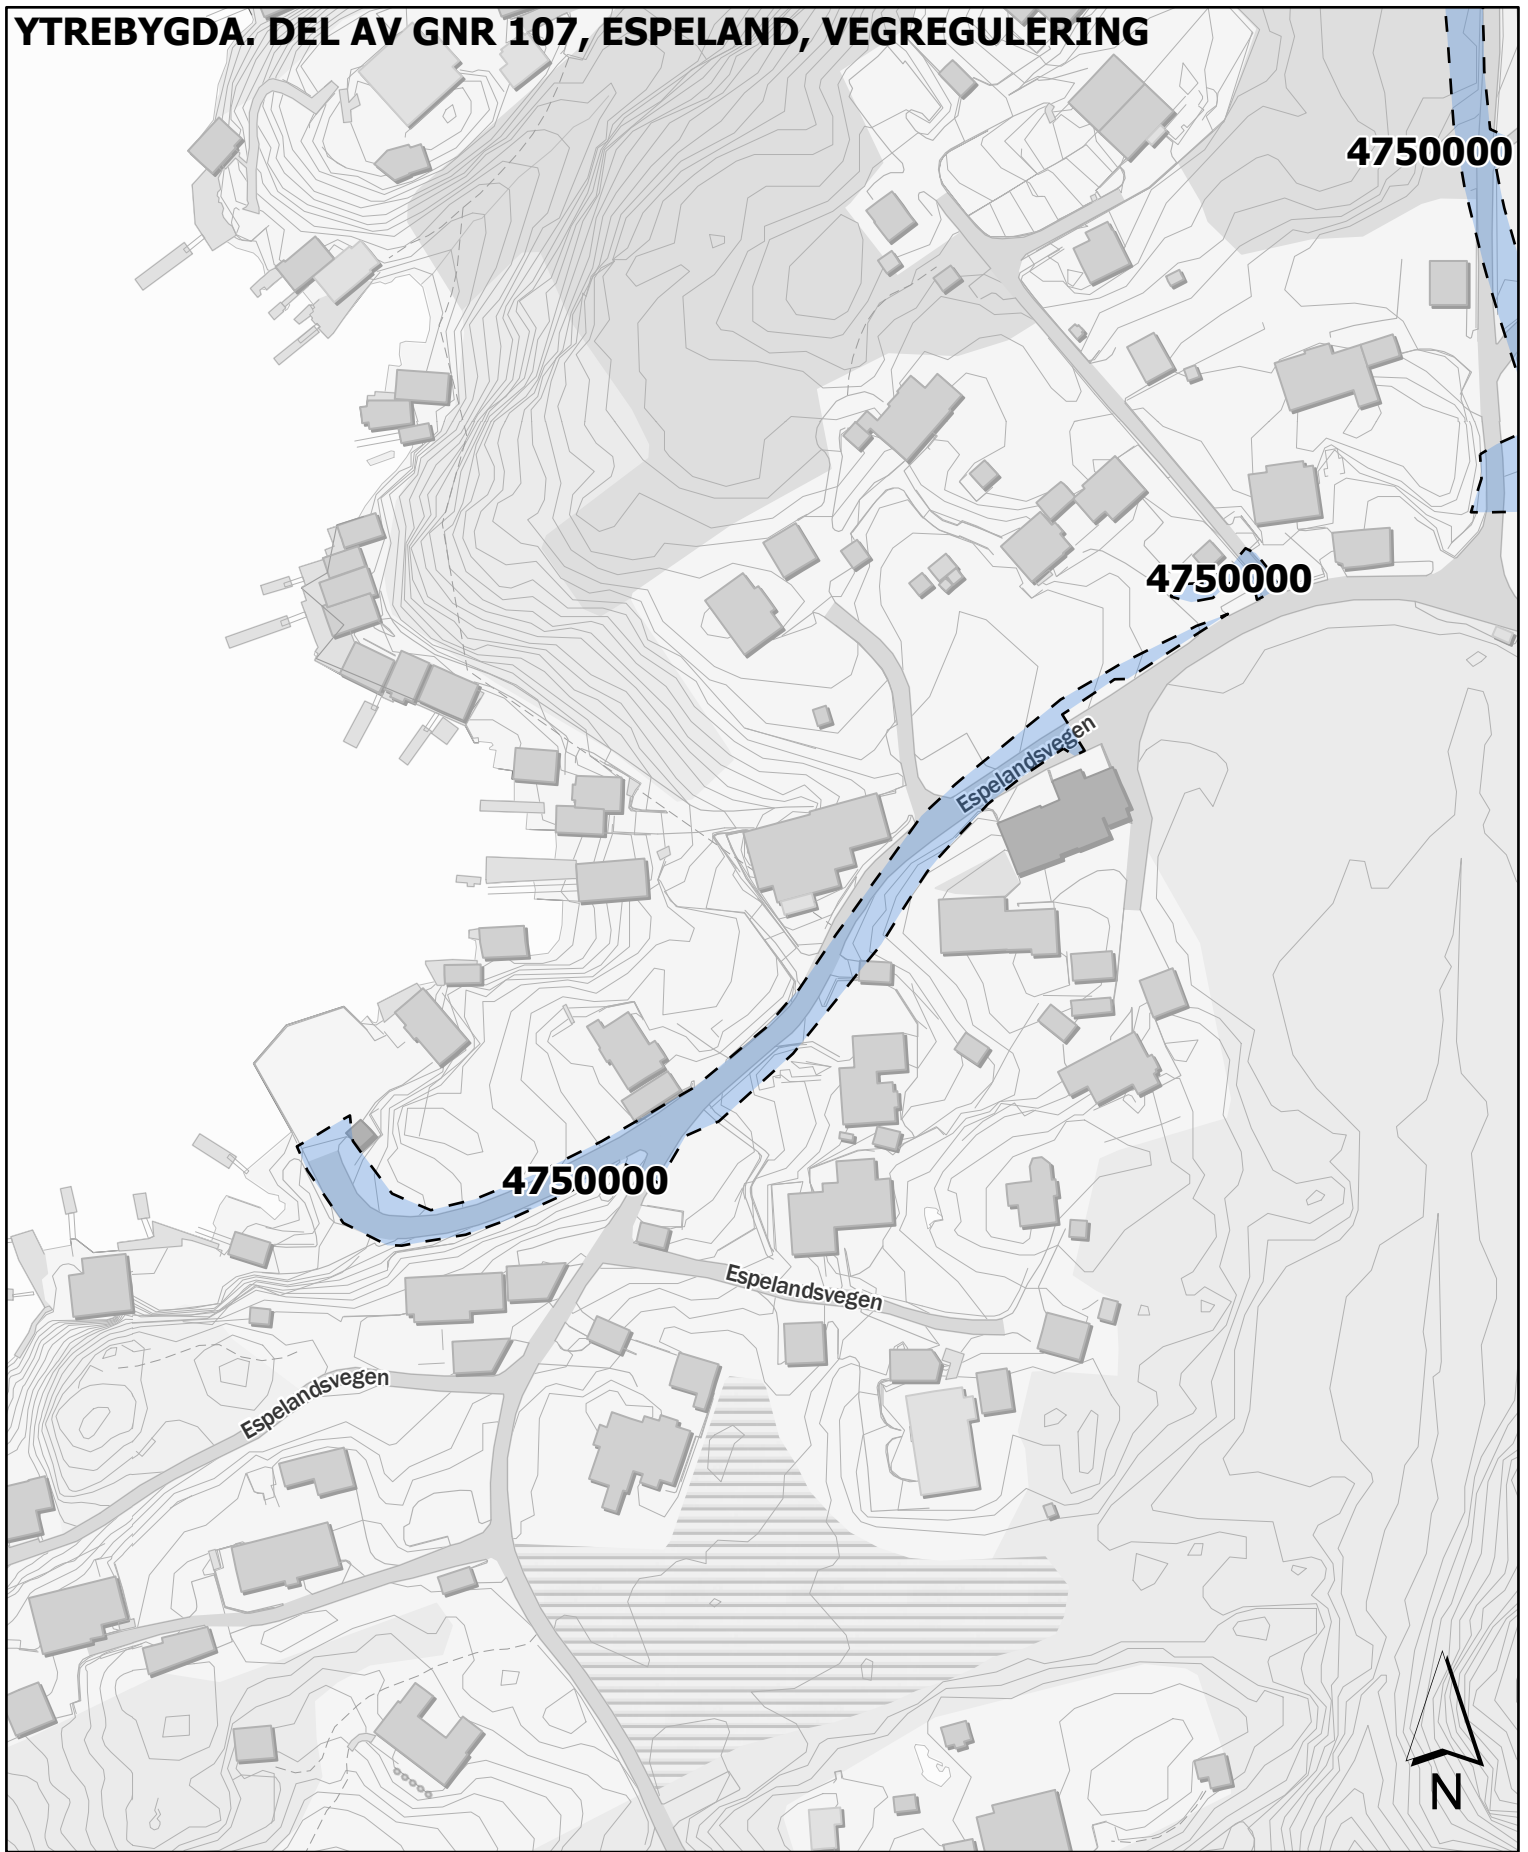 YTREBYGDA. DEL AV GNR 107, ESPELAND, VEGREGULERING
4750000
4750000
Espelandsvegen
4750000
Espelandsvegen
Espelandsvegen
N